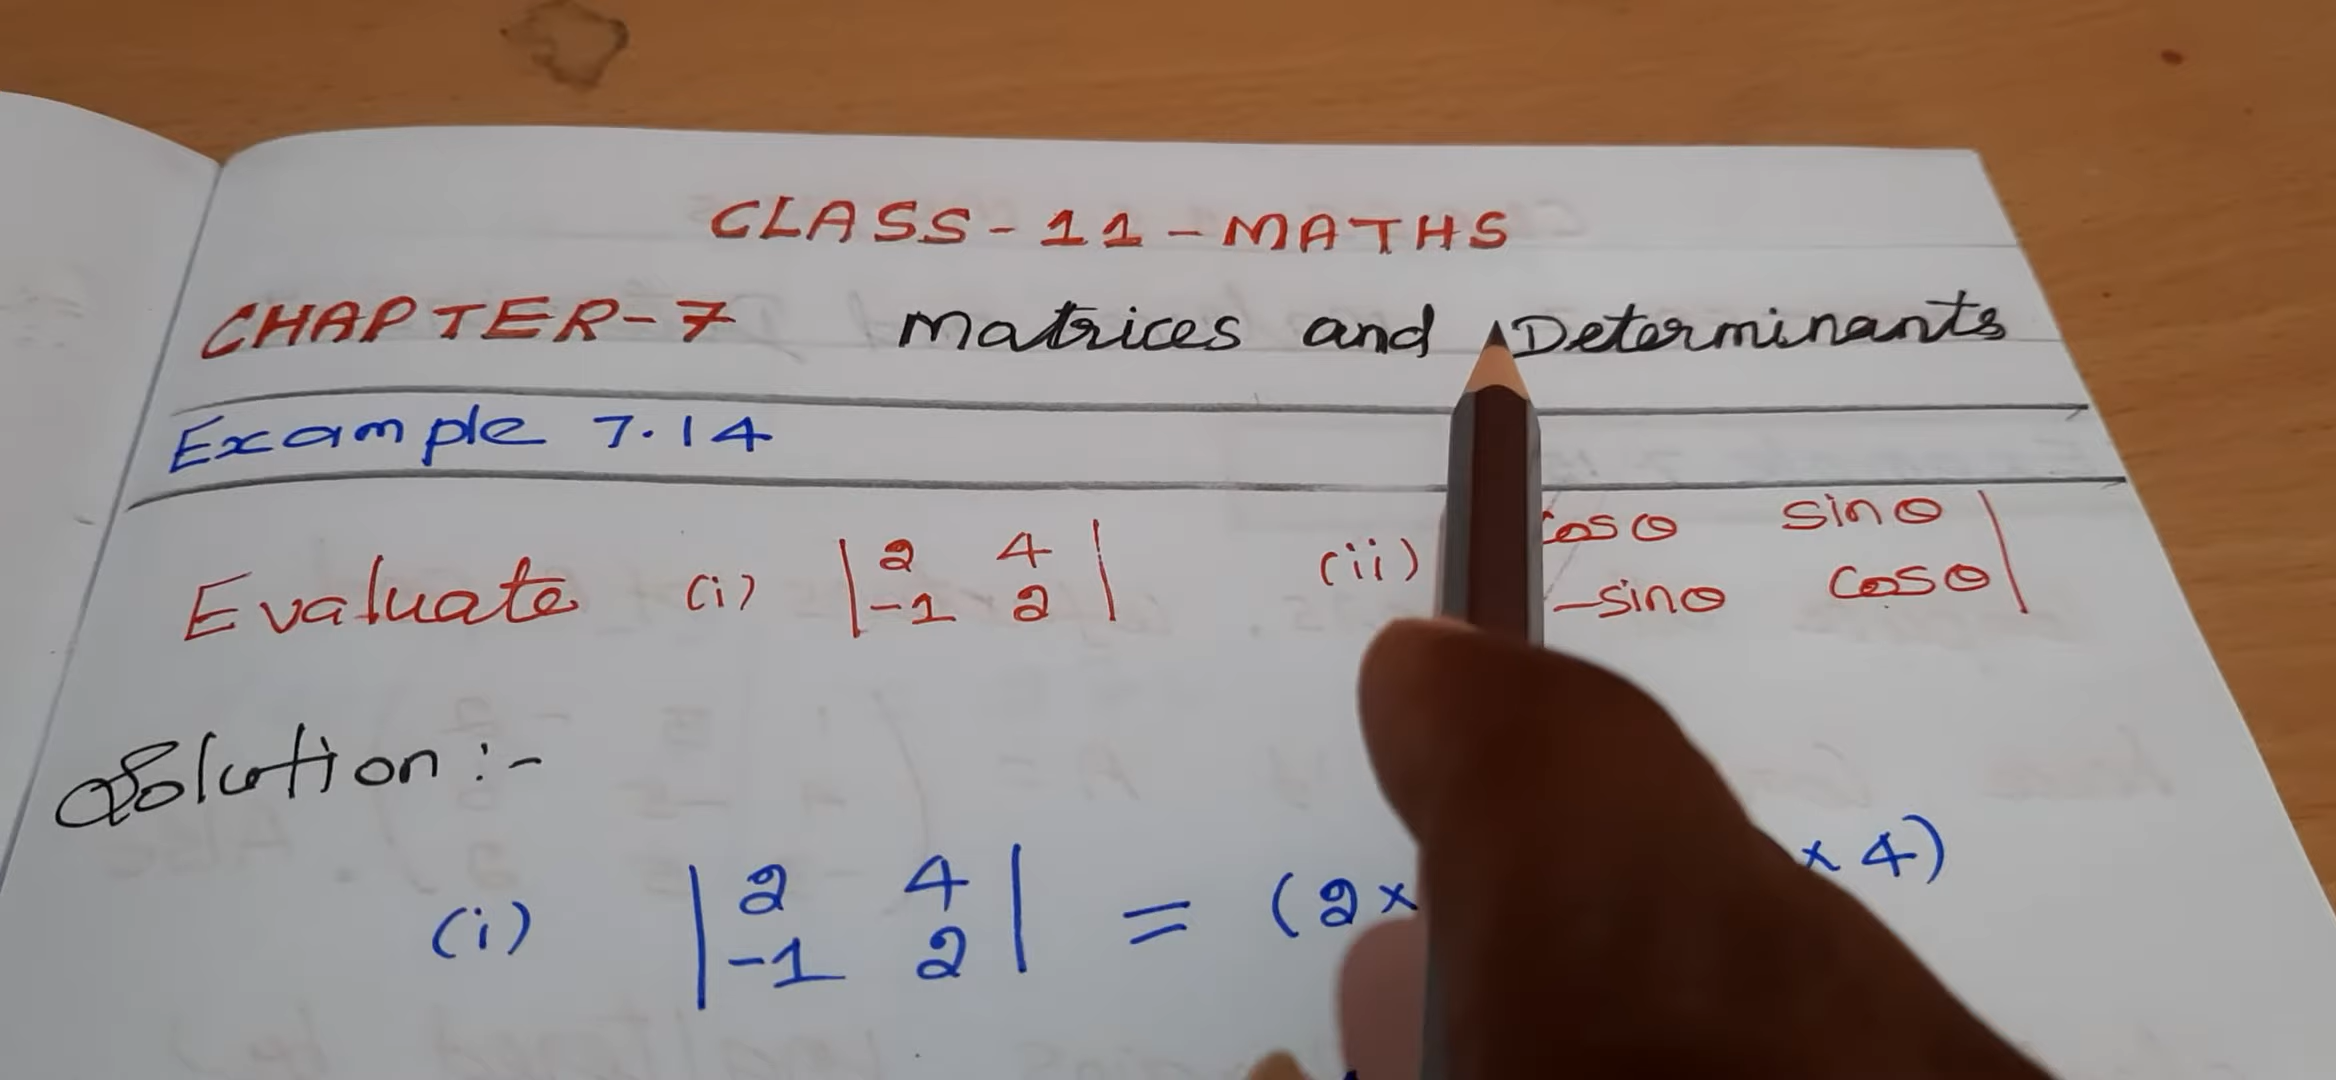 CLASS-11-MATHS
CHAPTER-7 Matrices and Determinants
Example 7.14
Evaluate (i) |2 4| (ii) cosθ sinθ|
|-1 2| -sinθ cosθ|
Solution:-
(i) |2 4| = (2× ×4)
|-1 2|